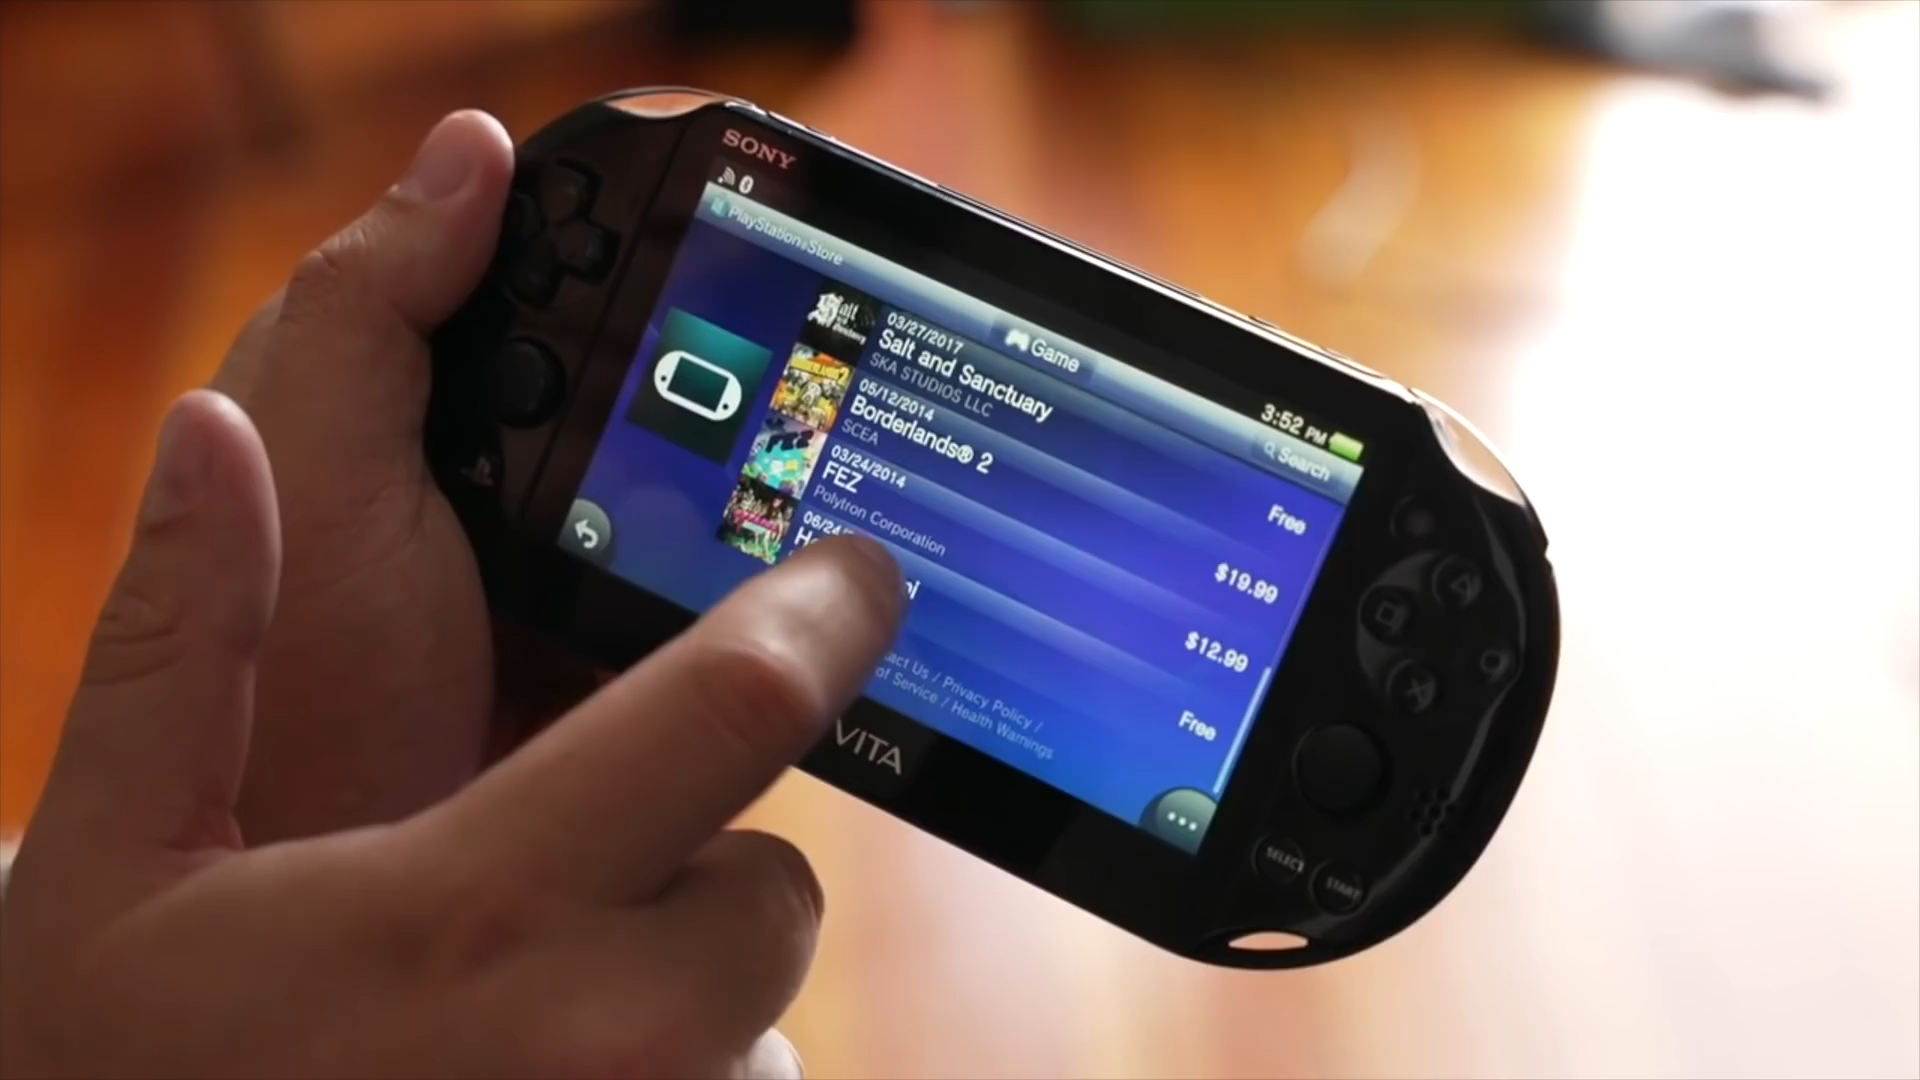 SONY
0
PlayStation®Store
Game
3:52 PM
Search
03/27/2017
Salt and Sanctuary
SKA STUDIOS LLC
Free
05/12/2014
Borderlands® 2
SCEA
$19.99
03/24/2014
FEZ
Polytron Corporation
$12.99
06/24/
Free
act Us / Privacy Policy /
of Service / Health Warnings
VITA
SELECT
START